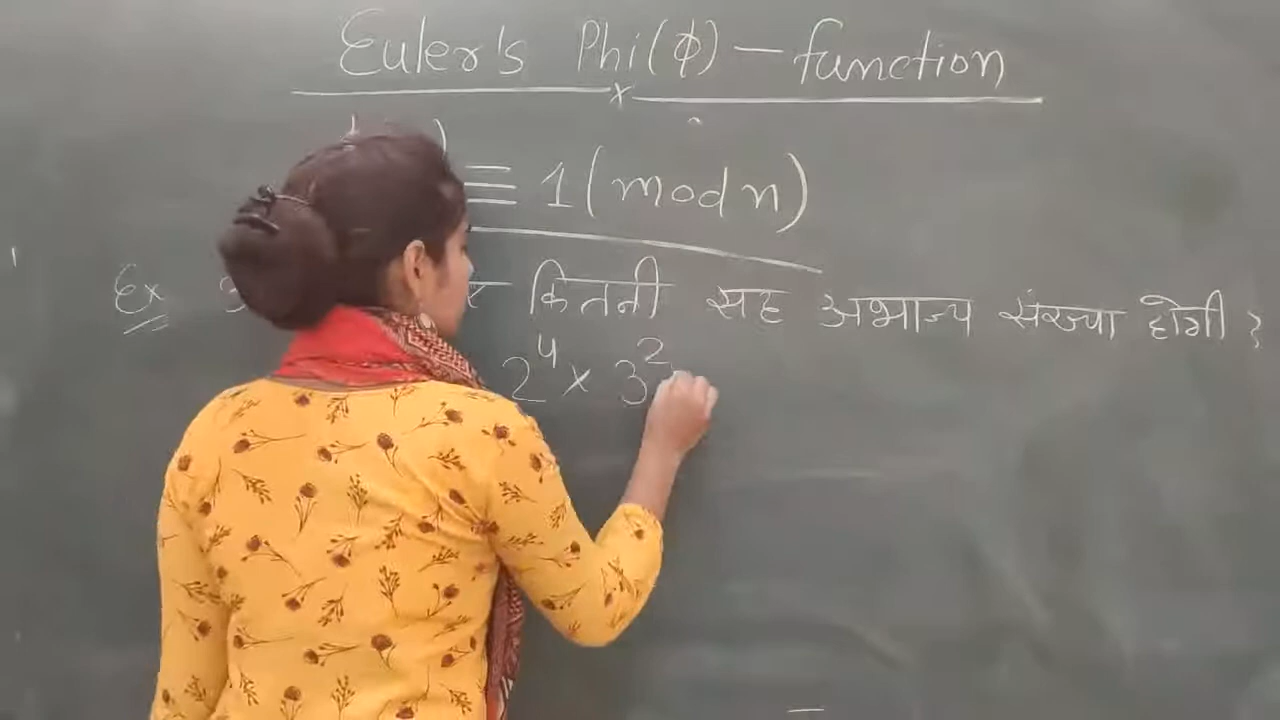 Euler's Phi(ϕ) – function
≡ 1 (mod n)
Ex कितनी सह अभाज्य संख्या होगी ?
2⁴ × 3²